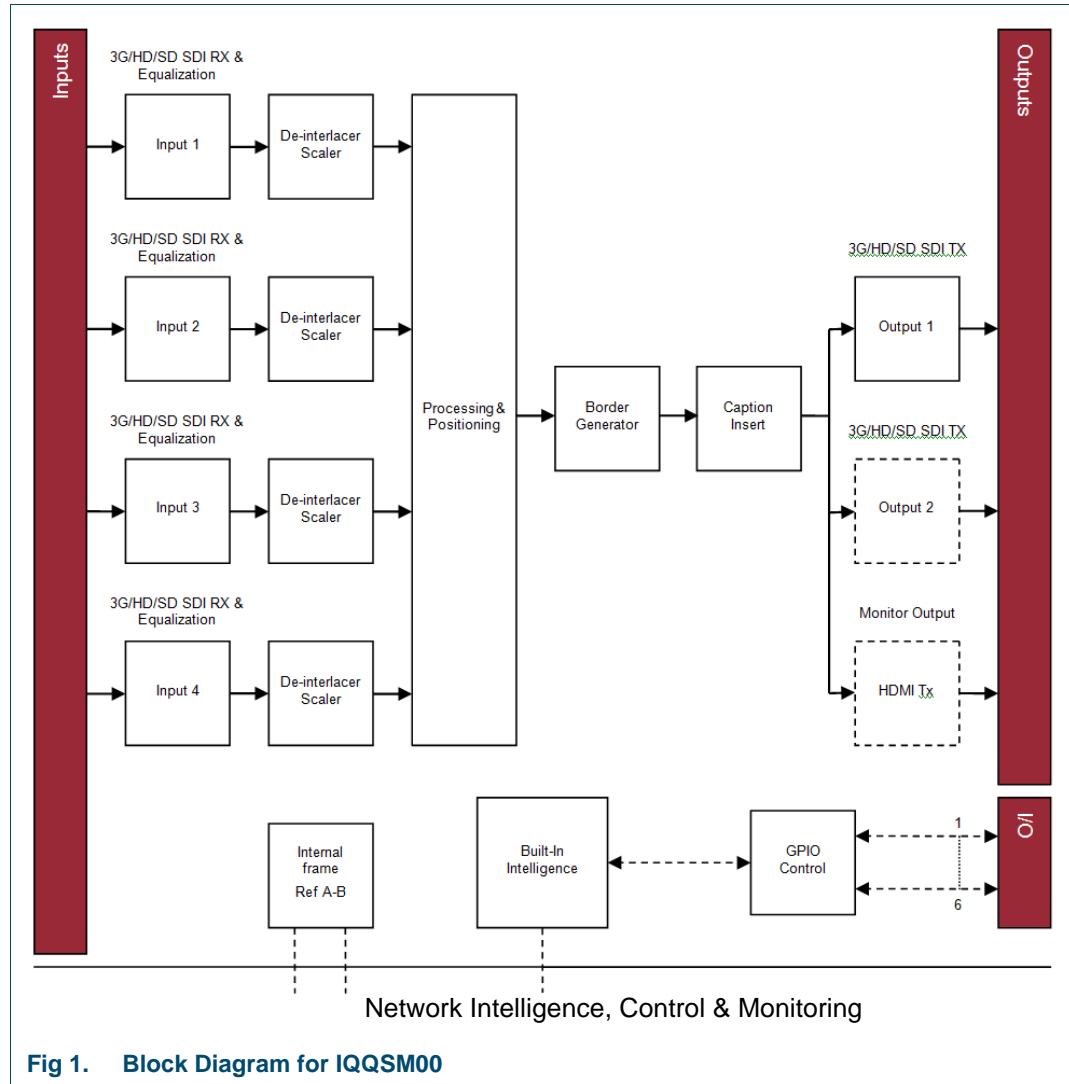 Inputs
Outputs
3G/HD/SD SDI RX &
Equalization
Input 1
De-interlacer
Scaler
3G/HD/SD SDI RX &
Equalization
Input 2
De-interlacer
Scaler
3G/HD/SD SDI RX &
Equalization
Input 3
De-interlacer
Scaler
3G/HD/SD SDI RX &
Equalization
Input 4
De-interlacer
Scaler
Processing &
Positioning
Border
Generator
Caption
Insert
3G/HD/SD SDI TX
Output 1
3G/HD/SD SDI TX
Output 2
Monitor Output
HDMI Tx
Internal
frame
Ref A-B
Built-In
Intelligence
GPIO
Control
1
6
I/O
Network Intelligence, Control & Monitoring
Fig 1. Block Diagram for IQQSM00